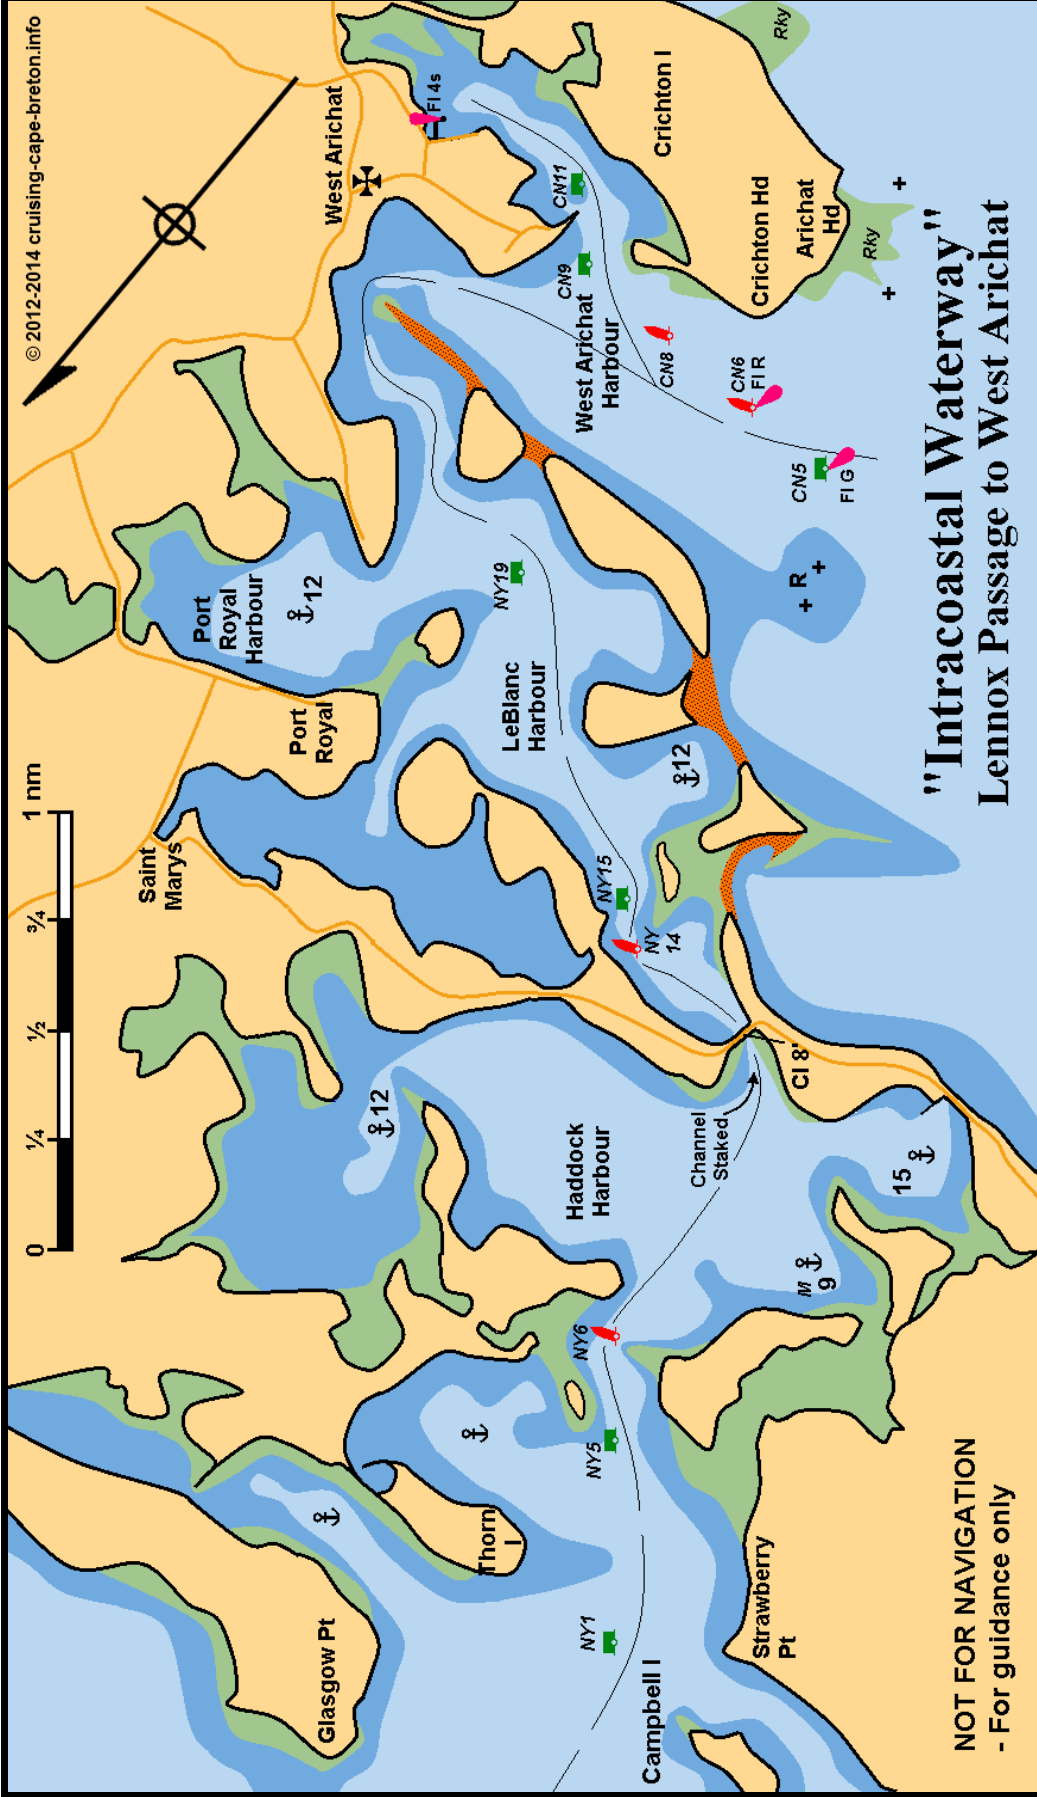 © 2012-2014 cruising-cape-breton.info
"Intracoastal Waterway"
Lennox Passage to West Arichat
NOT FOR NAVIGATION
- For guidance only
0
1/4
1/2
3/4
1 nm
Glasgow Pt
Thorn
I
Campbell I
Strawberry
Pt
NY1
NY5
NY6
Haddock
Harbour
12
M
9
15
Channel
Staked
Cl 8'
Saint
Marys
NY
14
NY15
Port
Royal
Port
Royal
Harbour
12
LeBlanc
Harbour
12
NY19
R
West Arichat
Fl 4s
West Arichat
Harbour
CN11
CN9
CN8
CN6
Fl R
CN5
Fl G
Crichton I
Crichton Hd
Arichat
Hd
Rky
Rky